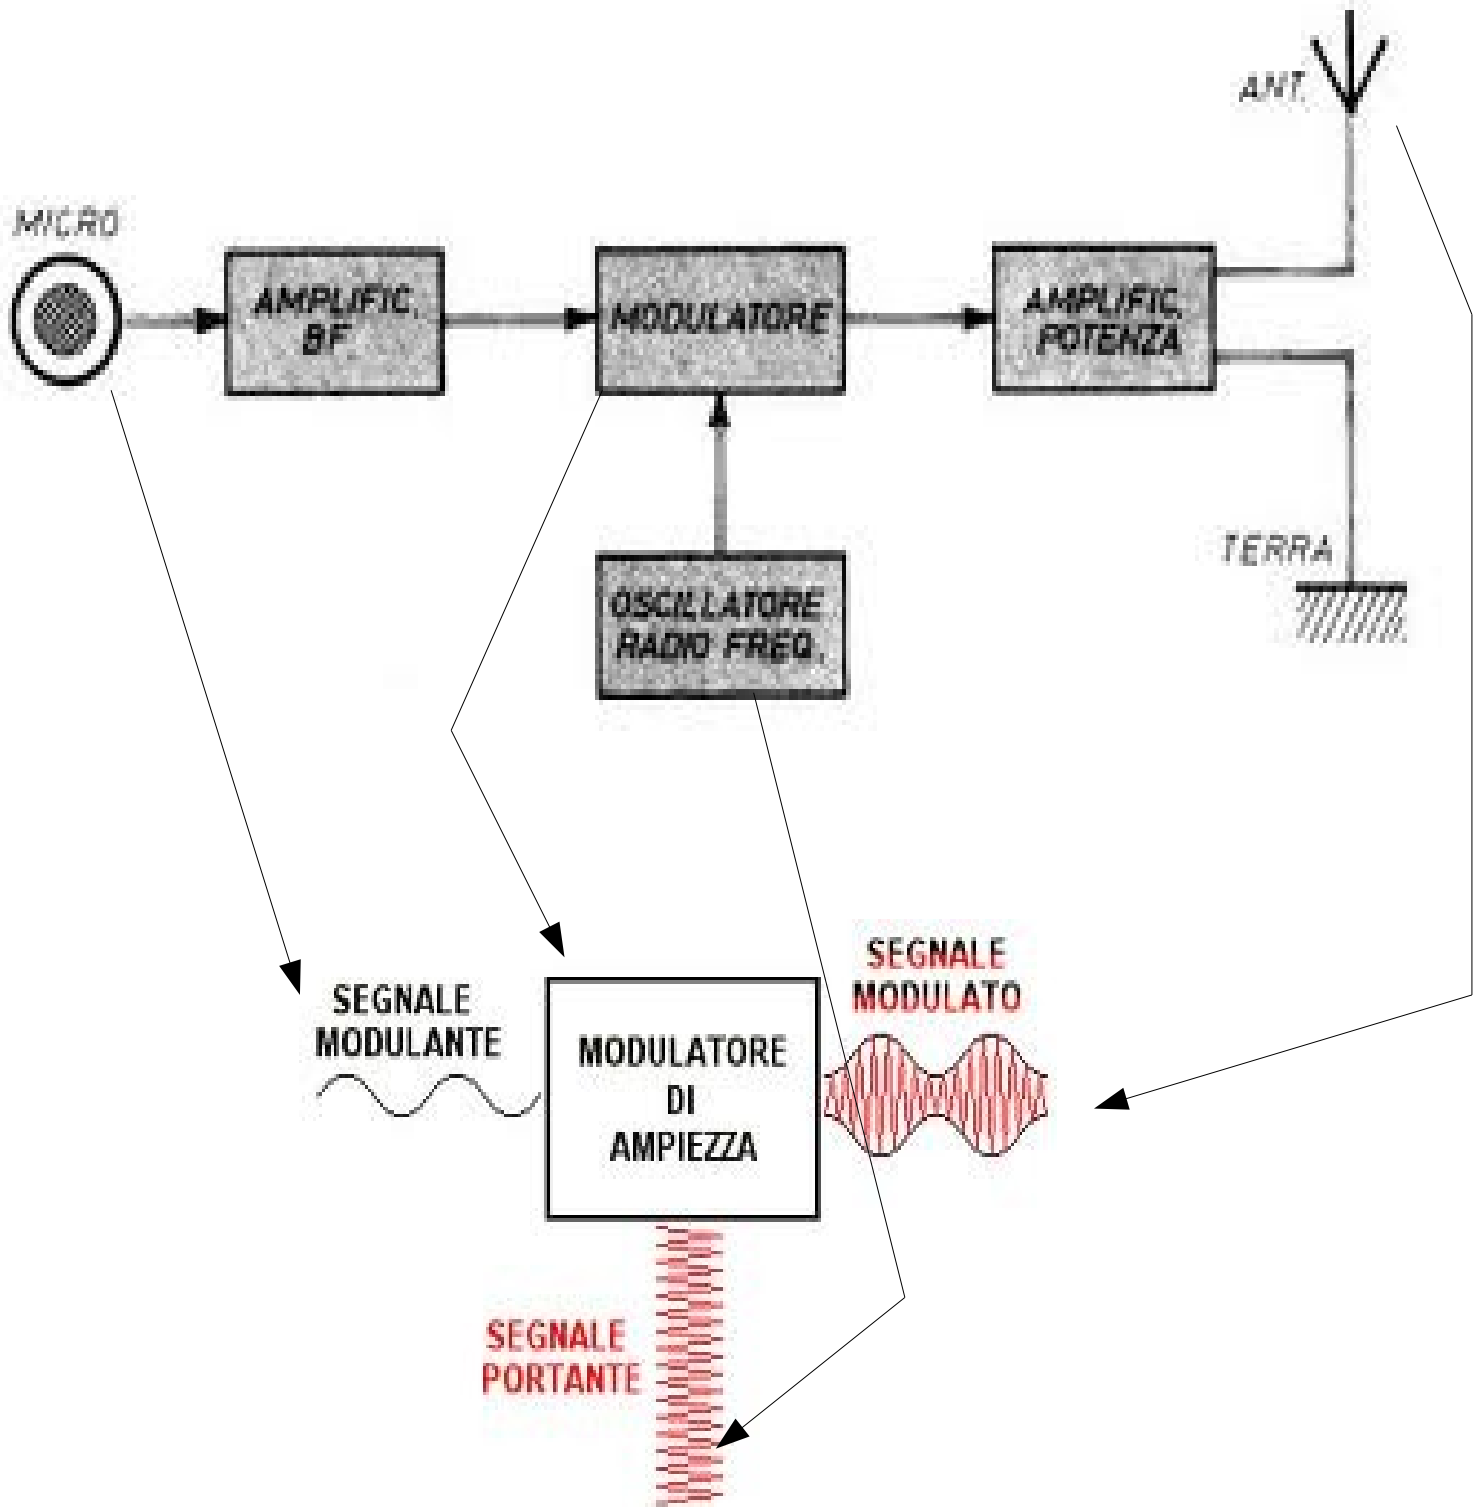 ANT.
MICRO
AMPLIFIC.
BF
MODULATORE
AMPLIFIC.
POTENZA
OSCILLATORE
RADIO FREQ.
TERRA
SEGNALE
MODULANTE
MODULATORE
DI
AMPIEZZA
SEGNALE
MODULATO
SEGNALE
PORTANTE